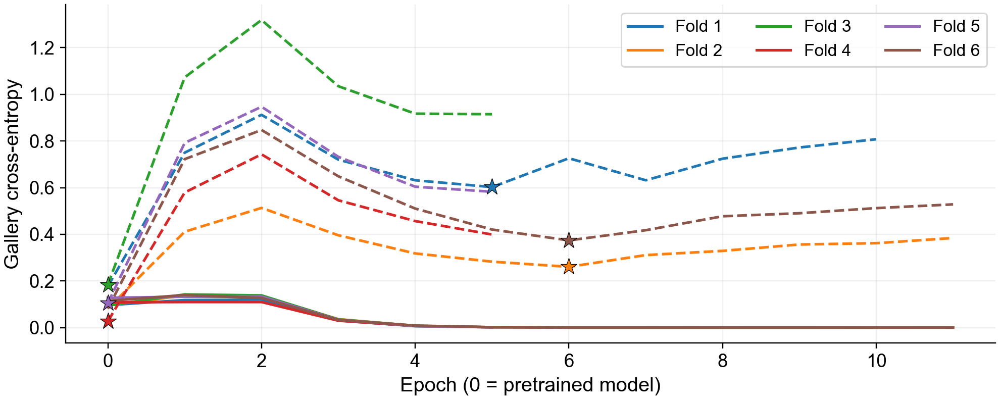 Gallery cross-entropy
1.2
1.0
0.8
0.6
0.4
0.2
0.0
0 2 4 6 8 10
Epoch (0 = pretrained model)
Fold 1 Fold 3 Fold 5
Fold 2 Fold 4 Fold 6